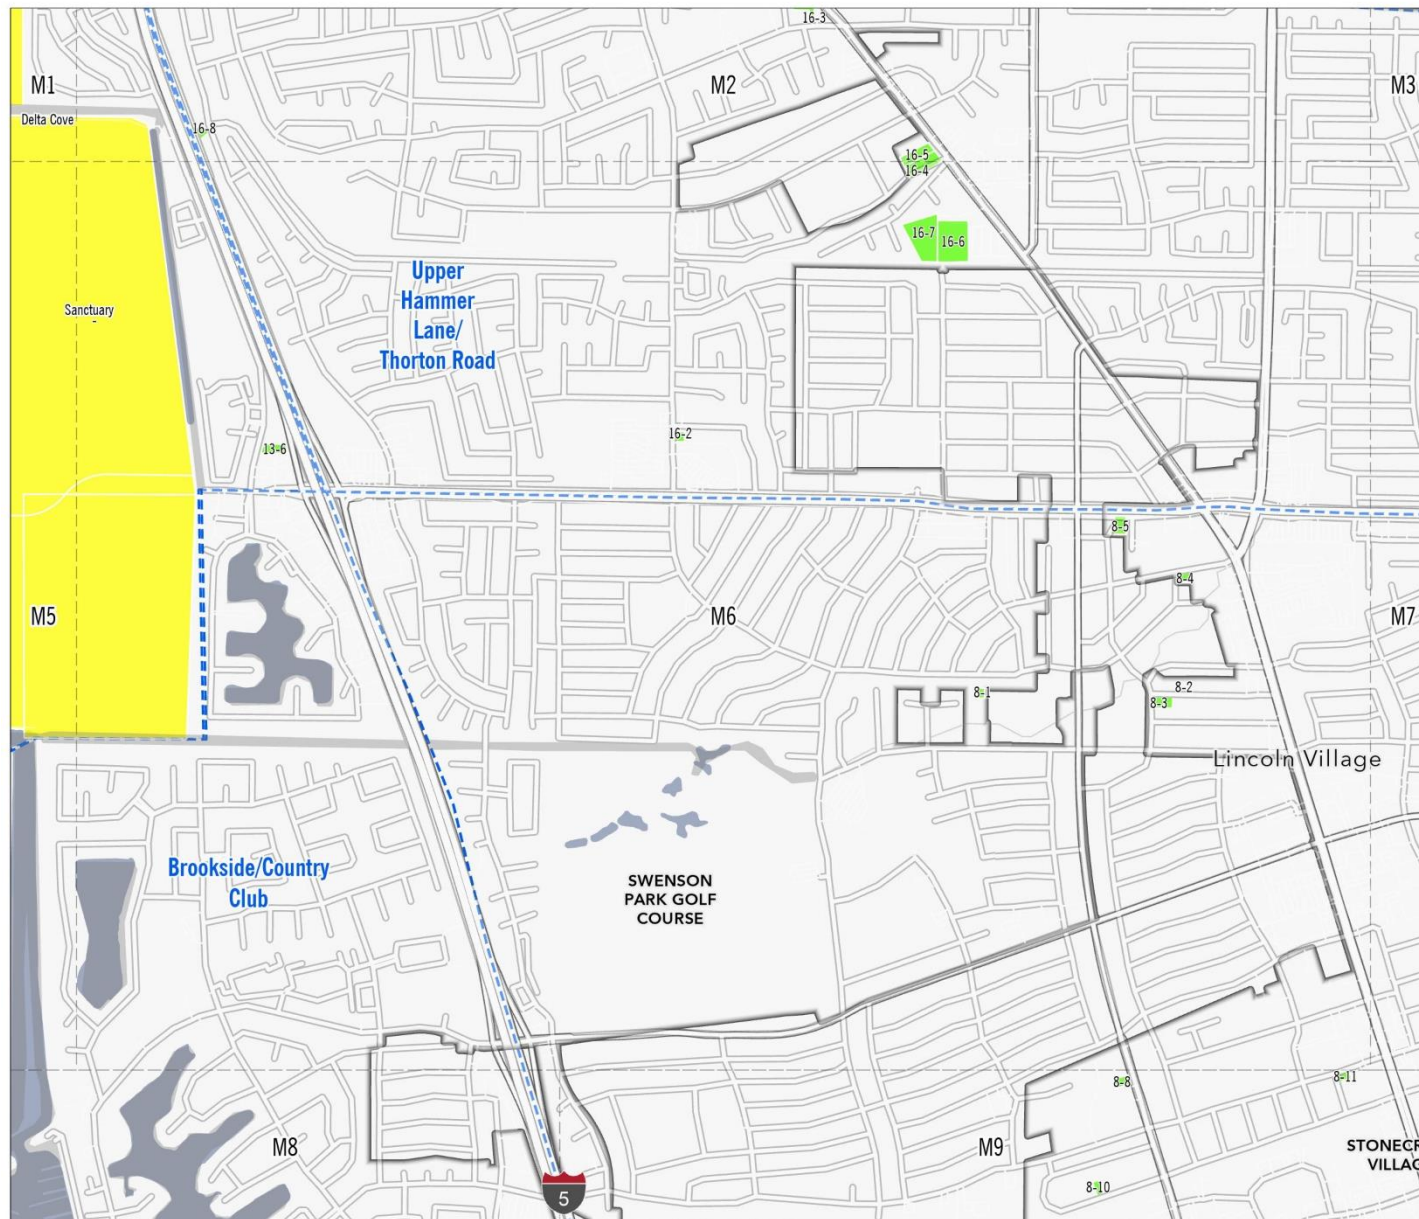 16-3
M1
M2
M3
Delta Cove
16-8
16-5
16-4
16-7
16-6
Upper
Hammer
Lane/
Thorton Road
Sanctuary
-
16-2
13-6
8-5
8-4
M5
M6
M7
8-1
8-2
8-3
Lincoln Village
Brookside/Country
Club
SWENSON
PARK GOLF
COURSE
8-8
8-11
M8
M9
STONECR
VILLAG
8-10
5